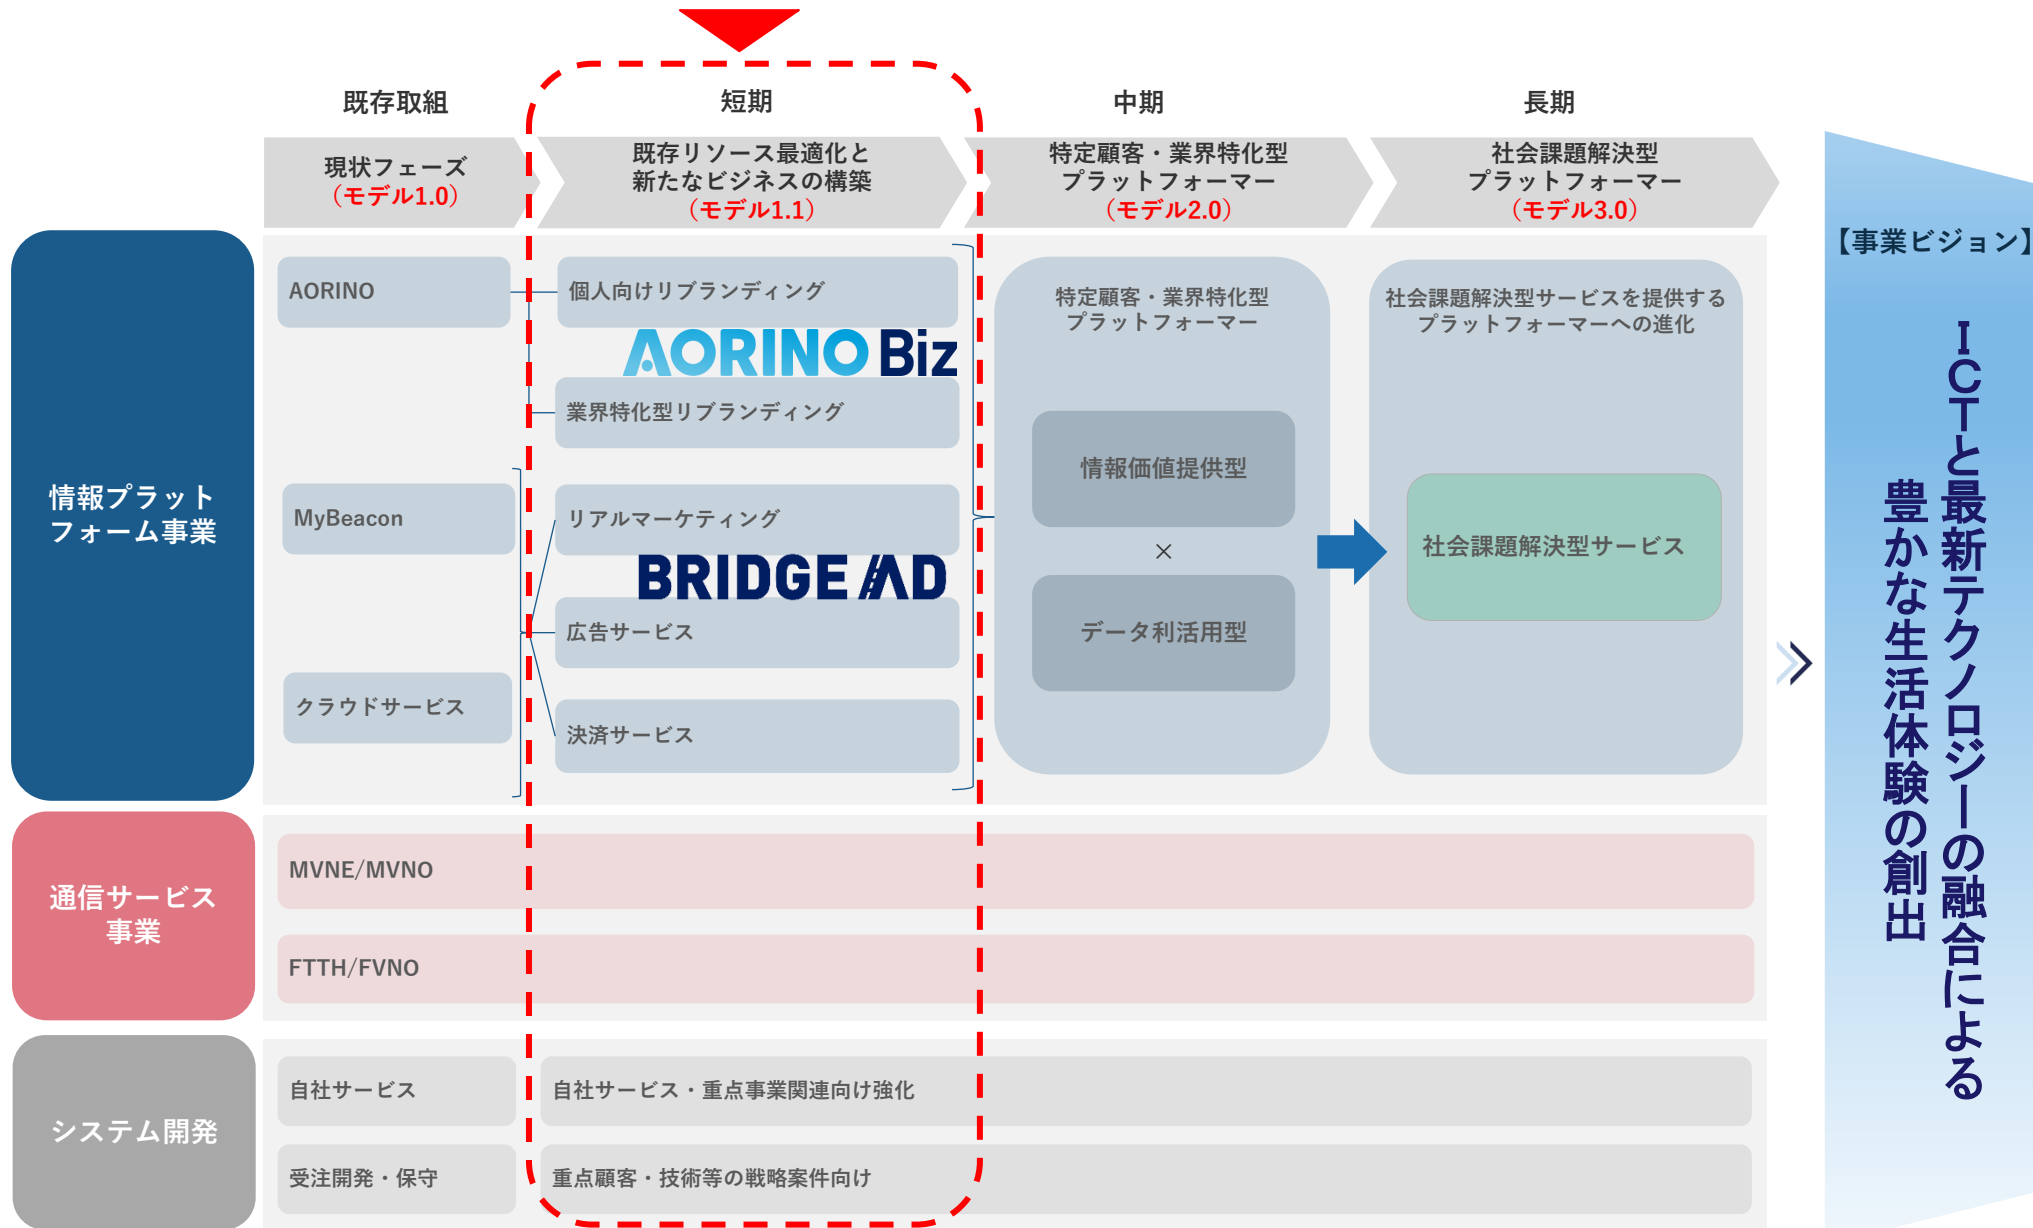 既存取組
短期
中期
長期
現状フェーズ
（モデル1.0）
既存リソース最適化と
新たなビジネスの構築
（モデル1.1）
特定顧客・業界特化型
プラットフォーマー
（モデル2.0）
社会課題解決型
プラットフォーマー
（モデル3.0）
情報プラット
フォーム事業
AORINO
MyBeacon
クラウドサービス
個人向けリブランディング
AORINO Biz
業界特化型リブランディング
リアルマーケティング
BRIDGE AD
広告サービス
決済サービス
特定顧客・業界特化型
プラットフォーマー
情報価値提供型
×
データ利活用型
社会課題解決型サービスを提供する
プラットフォーマーへの進化
社会課題解決型サービス
通信サービス
事業
MVNE/MVNO
FTTH/FVNO
システム開発
自社サービス
自社サービス・重点事業関連向け強化
受注開発・保守
重点顧客・技術等の戦略案件向け
【事業ビジョン】
ICTと最新テクノロジーの融合による
豊かな生活体験の創出